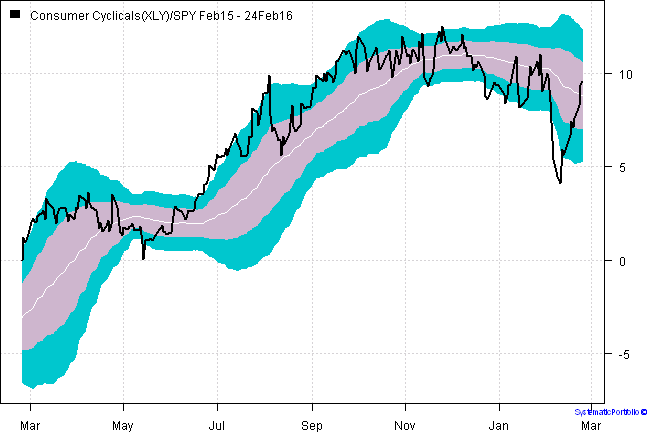 Consumer Cyclicals(XLY)/SPY Feb15 - 24Feb16
10
5
0
-5
Mar May Jul Sep Nov Jan Mar
SystematicPortfolio ©